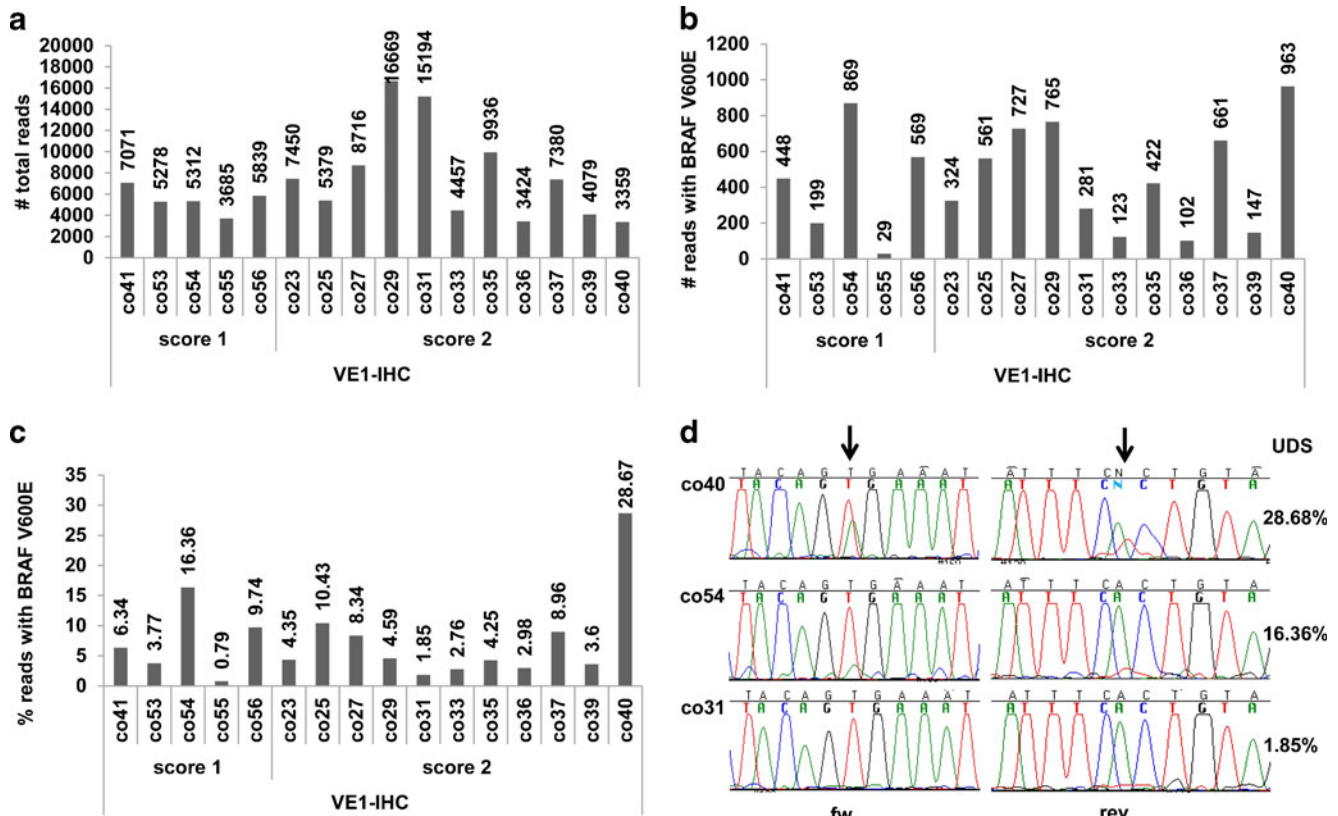 a
# total reads
20000
18000
16000
14000
12000
10000
8000
6000
4000
2000
0
7071
5278
5312
3685
5839
7450
5379
8716
16669
15194
4457
9936
3424
7380
4079
3359
co41
co53
co54
co55
co56
co23
co25
co27
co29
co31
co33
co35
co36
co37
co39
co40
score 1
score 2
VE1-IHC
b
# reads with BRAF V600E
1200
1000
800
600
400
200
0
448
199
869
29
569
324
561
727
765
281
123
422
102
661
147
963
co41
co53
co54
co55
co56
co23
co25
co27
co29
co31
co33
co35
co36
co37
co39
co40
score 1
score 2
VE1-IHC
c
% reads with BRAF V600E
35
30
25
20
15
10
5
0
6.34
3.77
16.36
0.79
9.74
4.35
10.43
8.34
4.59
1.85
2.76
4.25
2.98
8.96
3.6
28.67
co41
co53
co54
co55
co56
co23
co25
co27
co29
co31
co33
co35
co36
co37
co39
co40
score 1
score 2
VE1-IHC
d
UDS
T A C A G T G A A A T
A T T T C N C T G T A
co40
T A C A G T G A A A T
A T T T C N C T G T A
28.68%
T A C A G T G A A A T
A T T T C A C T G T A
co54
T A C A G T G A A A T
A T T T C A C T G T A
16.36%
T A C A G T G A A A T
A T T T C A C T G T A
co31
T A C A G T G A A A T
A T T T C A C T G T A
1.85%
fw
rev